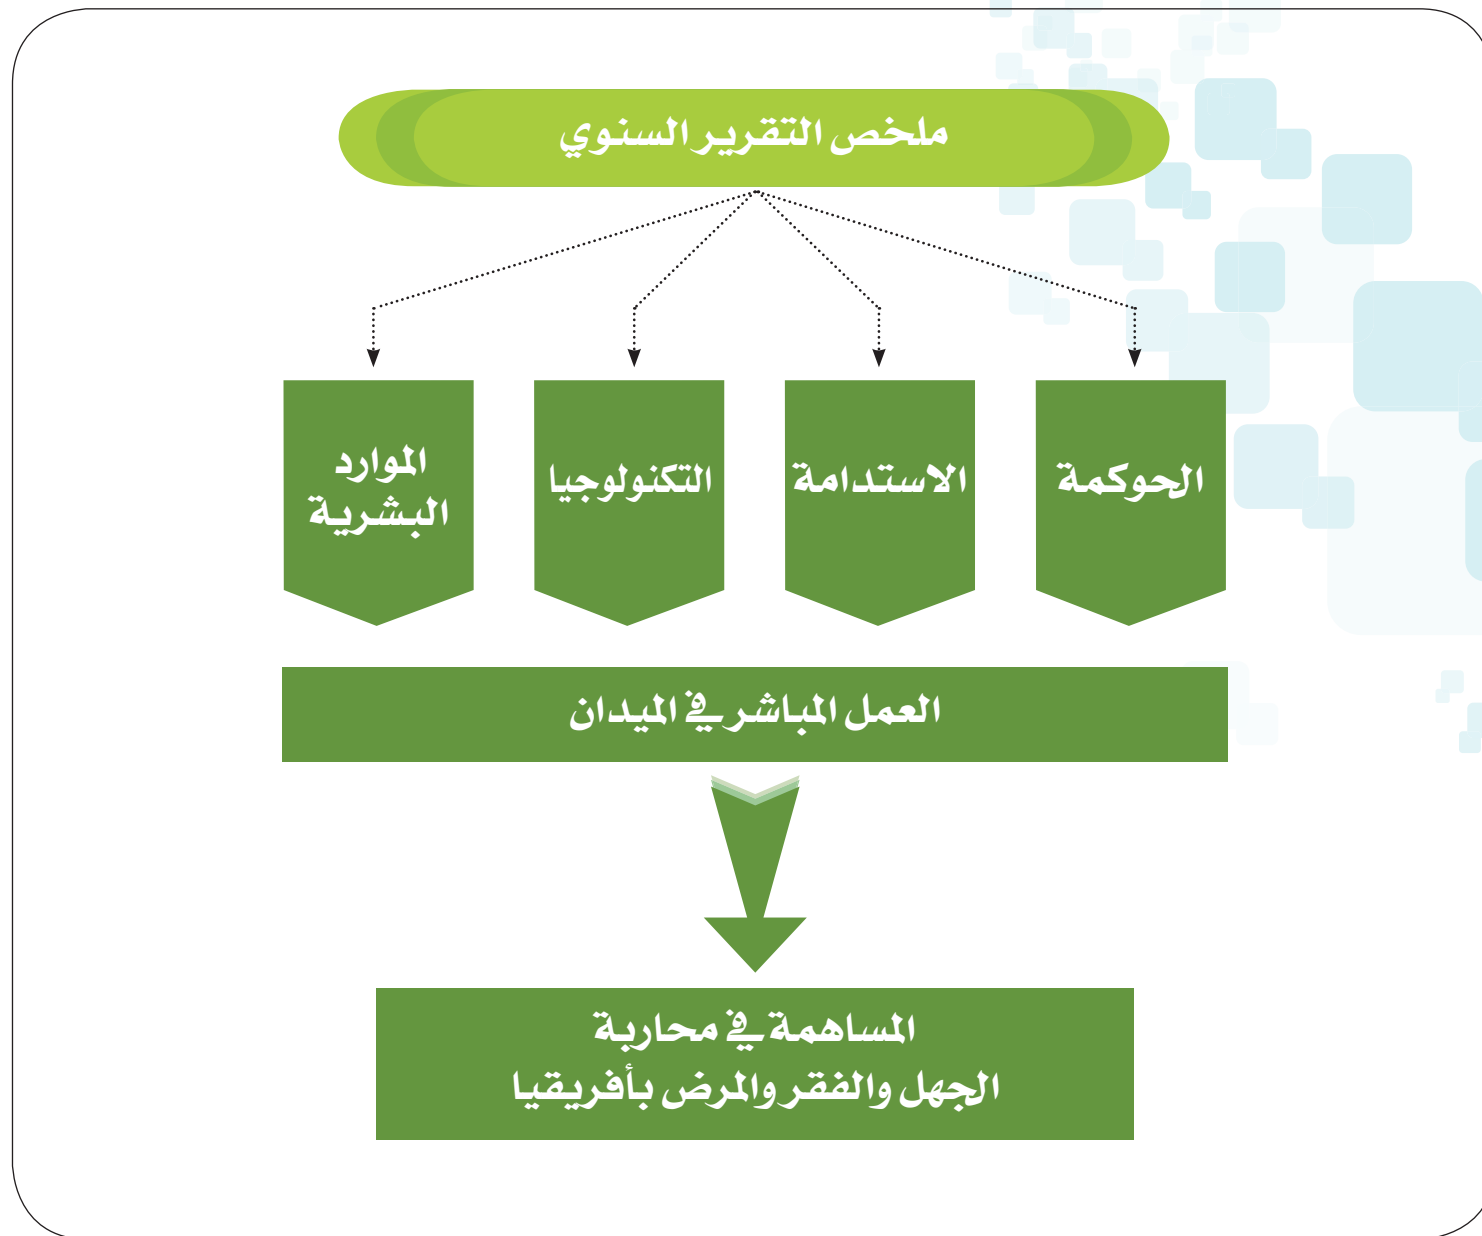 ملخص التقرير السنوي
الحوكمة
الاستدامة
التكنولوجيا
الموارد
البشرية
العمل المباشر في الميدان
المساهمة في محاربة
الجهل والفقر والمرض بأفريقيا